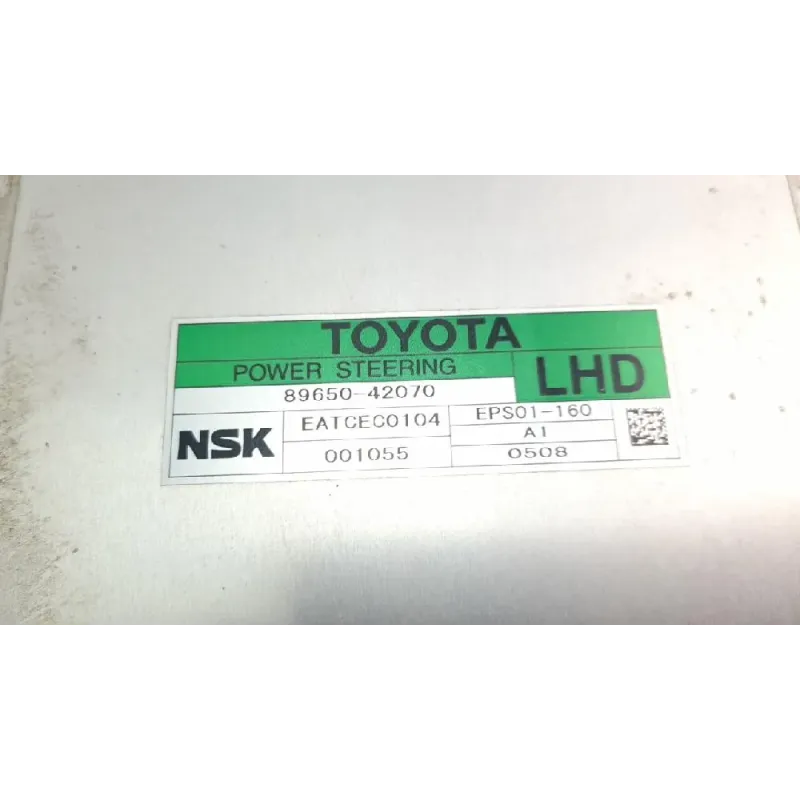 TOYOTA
POWER STEERING
LHD
89650-42070
NSK
EATCEC0104
EPS01-160
A1
001055
0508